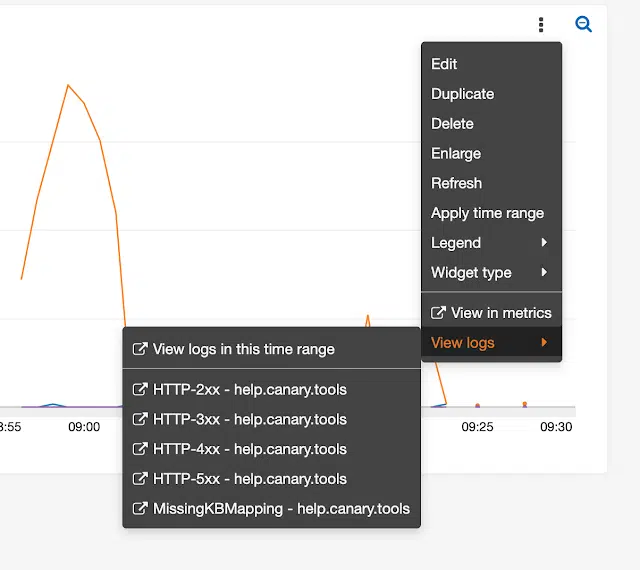 Edit
Duplicate
Delete
Enlarge
Refresh
Apply time range
Legend
Widget type
View in metrics
View logs
View logs in this time range
HTTP-2xx - help.canary.tools
HTTP-3xx - help.canary.tools
HTTP-4xx - help.canary.tools
HTTP-5xx - help.canary.tools
MissingKBMapping - help.canary.tools
09:00 09:25 09:30